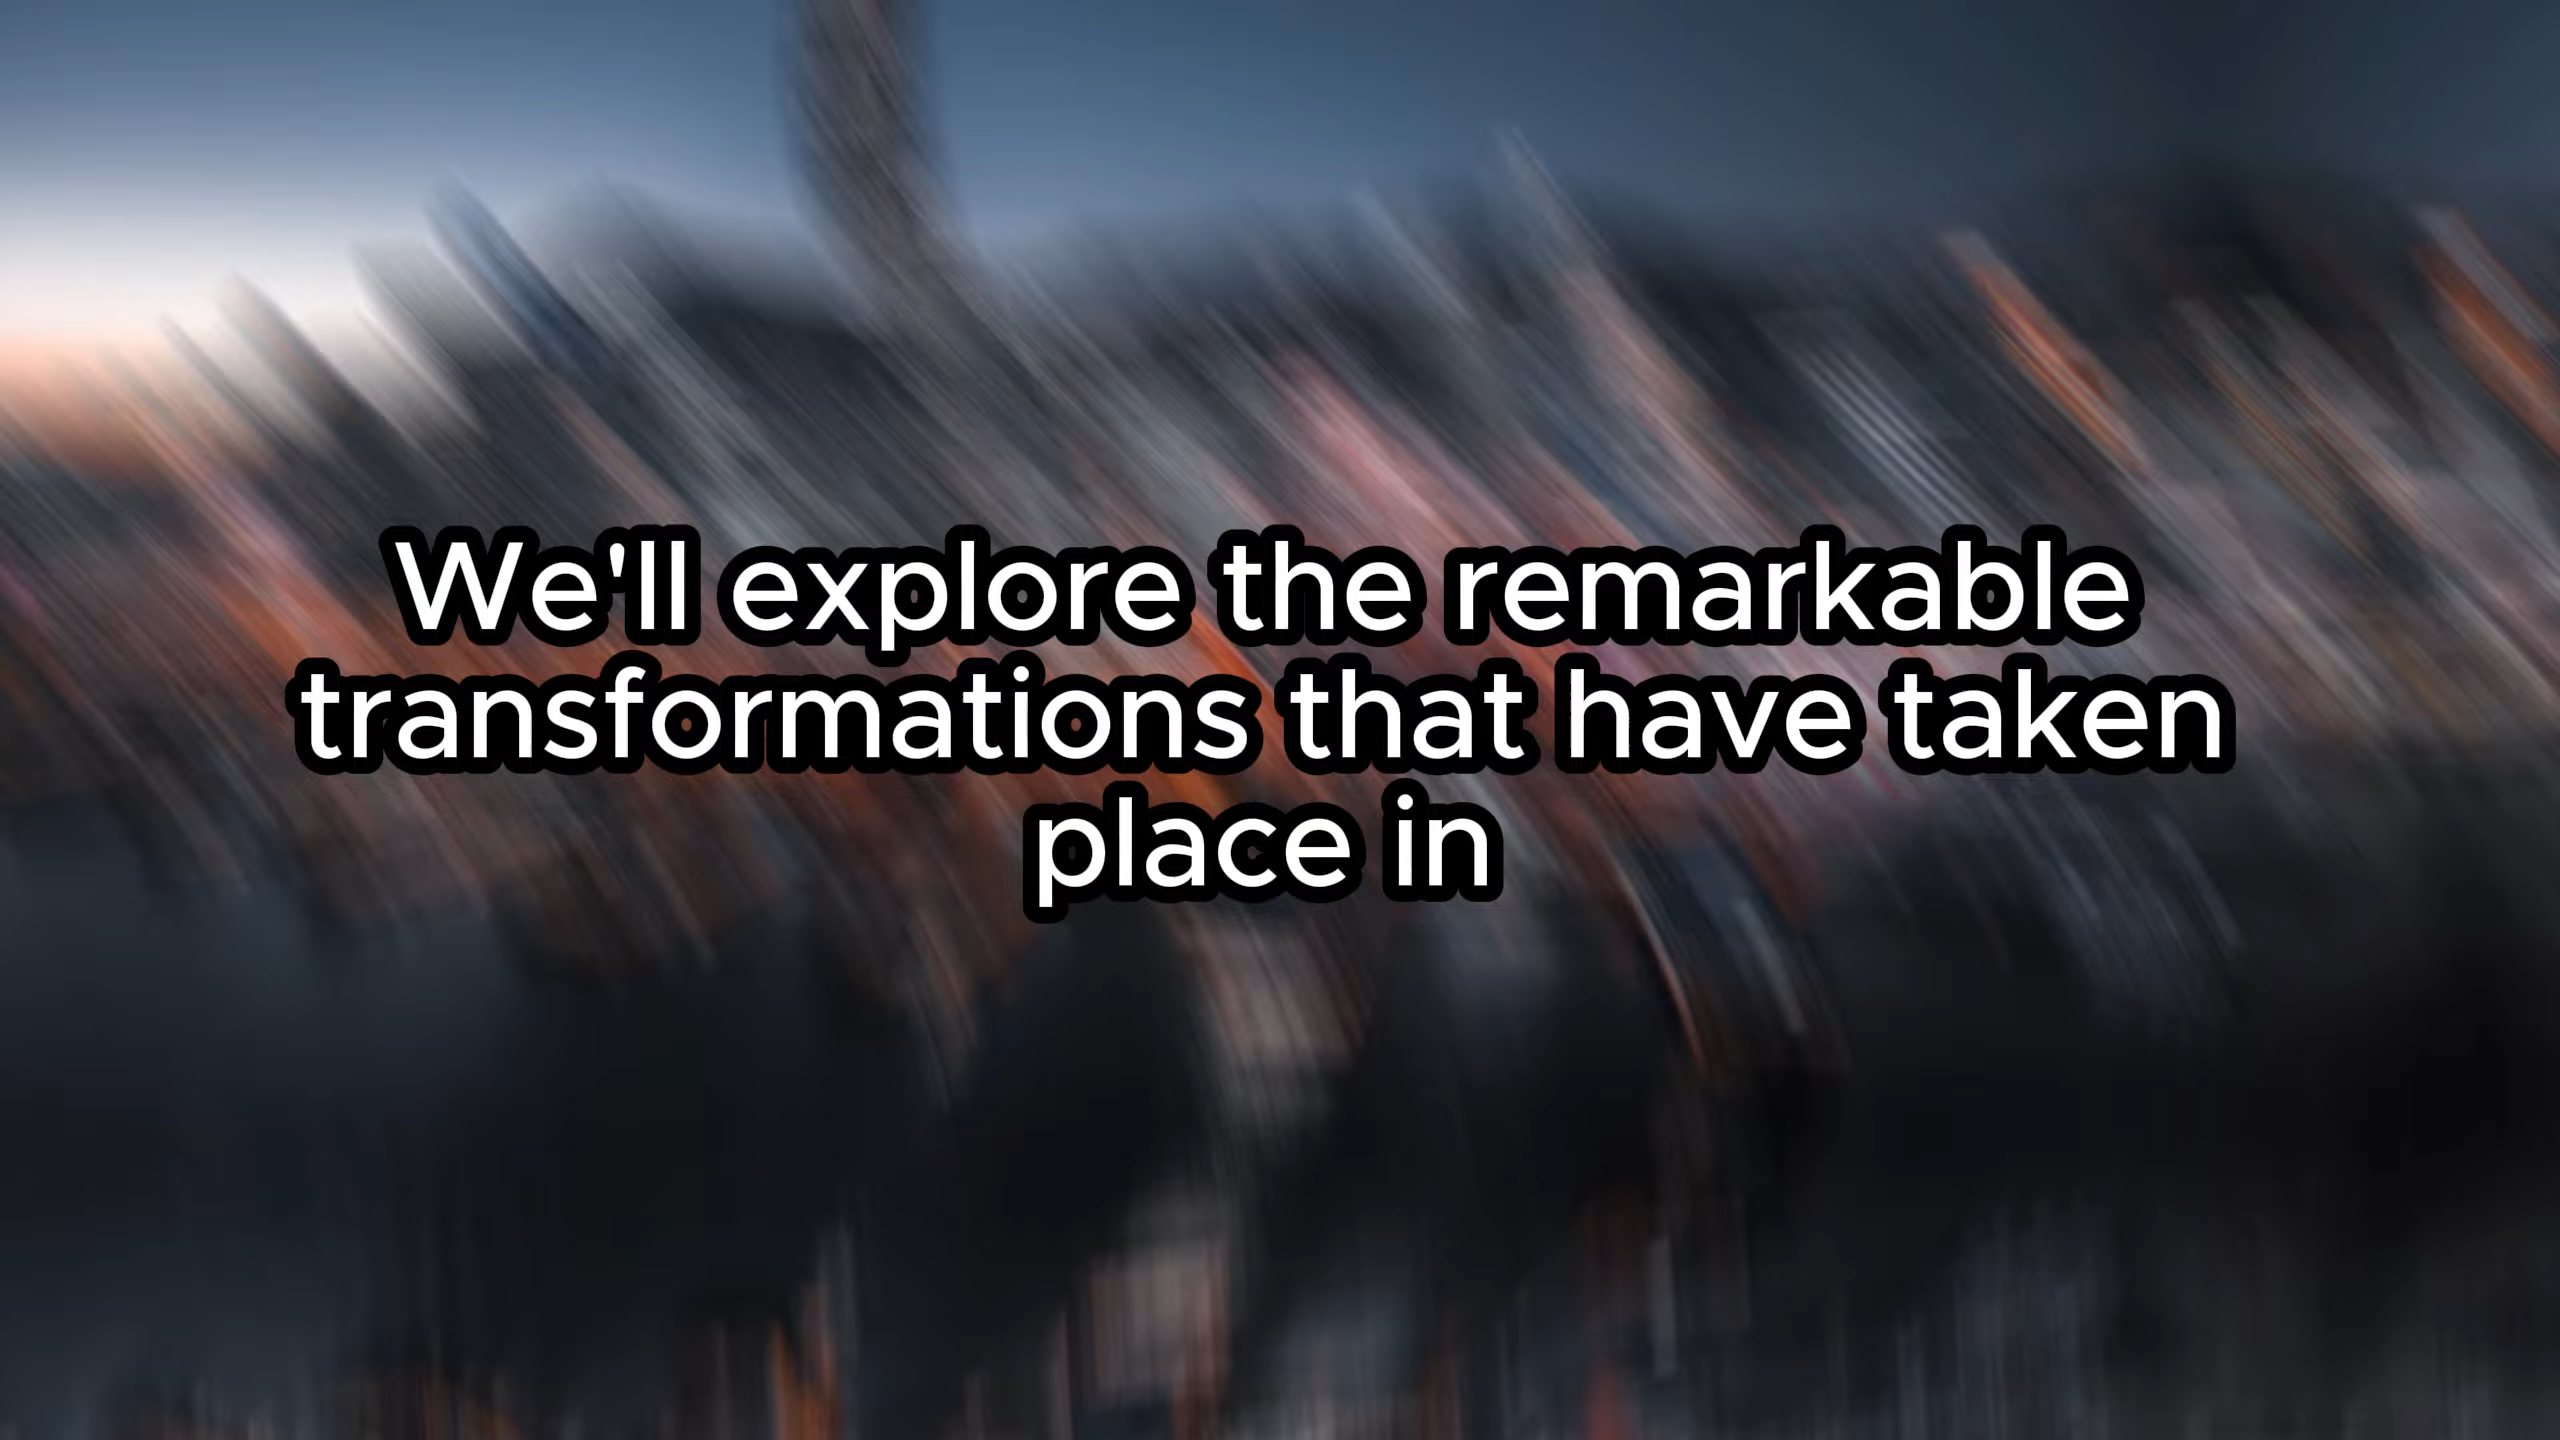 We'll explore the remarkable
transformations that have taken
place in